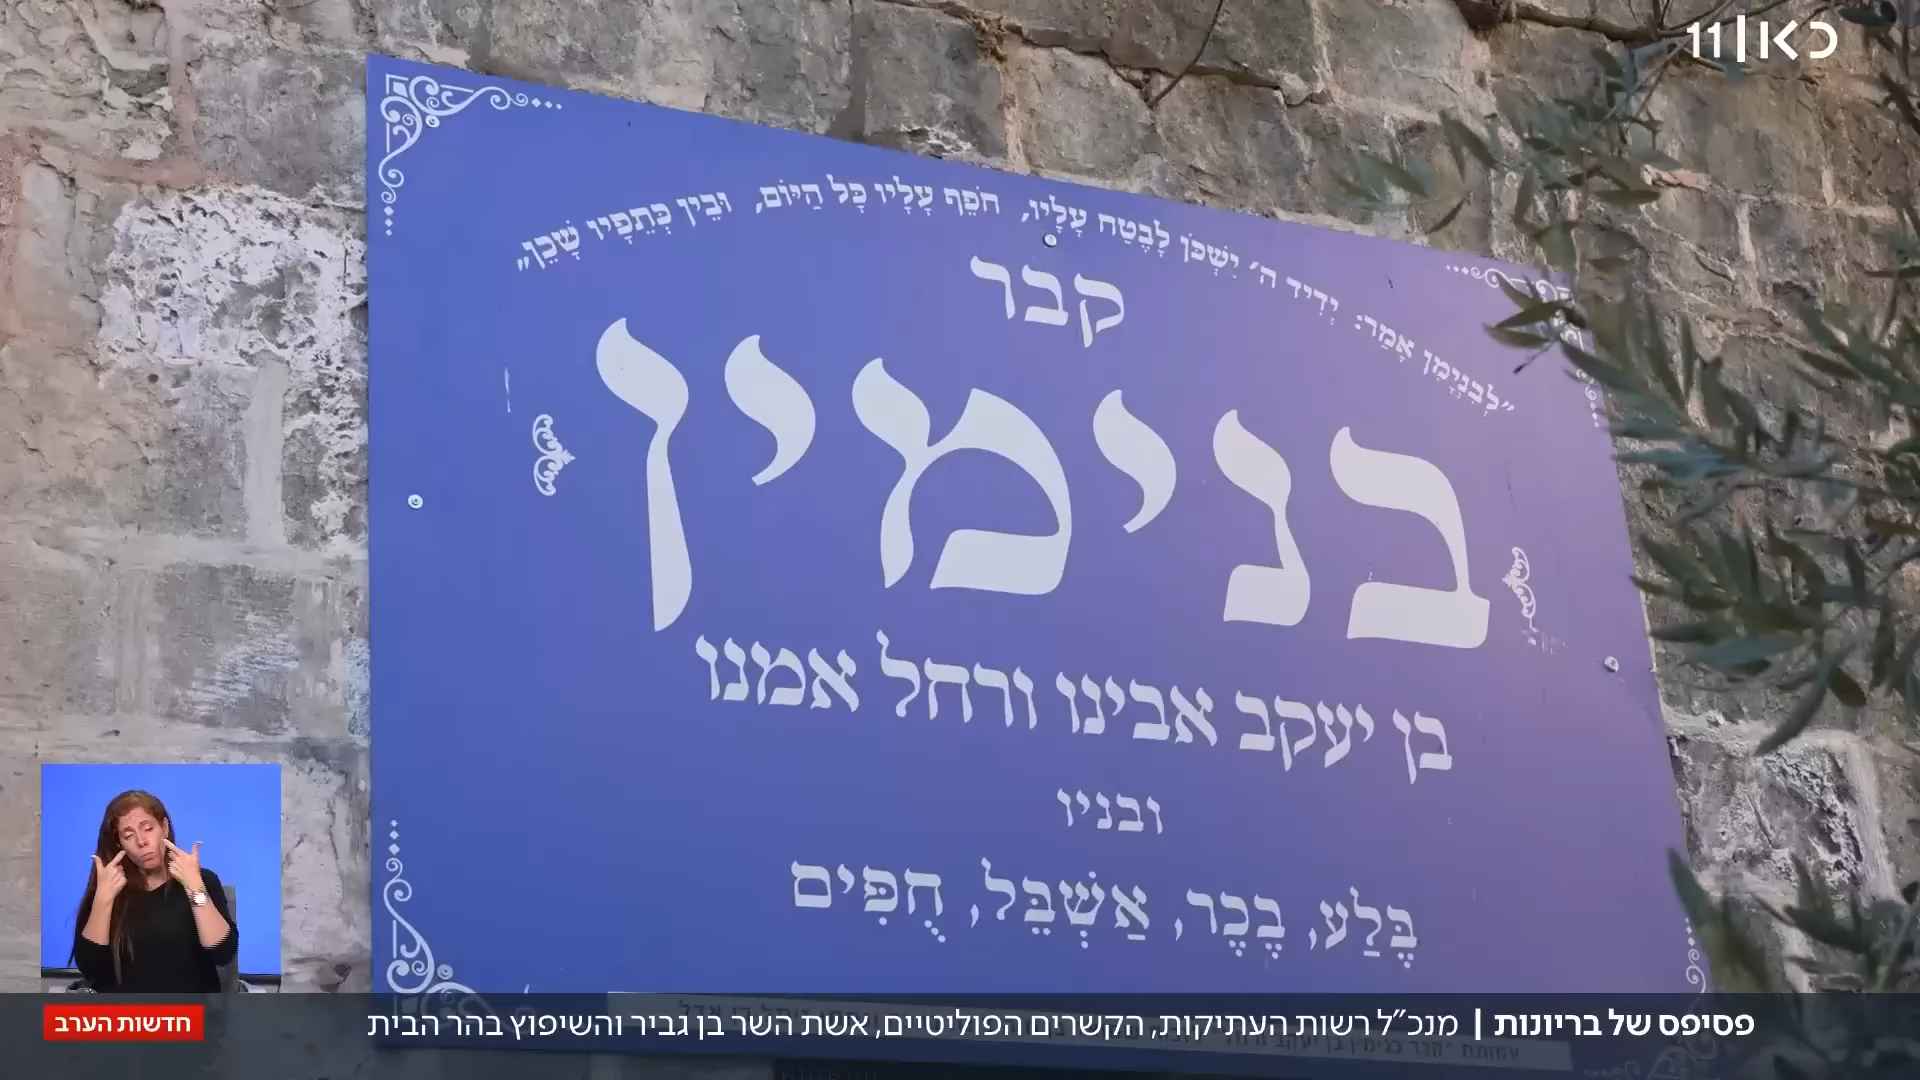 כאן 11
"לְבִנְיָמִן אָמַר: יְדִיד ה' יִשְׁכֹּן לָבֶטַח עָלָיו, חֹפֵף עָלָיו כָּל הַיּוֹם, וּבֵין כְּתֵפָיו שָׁכֵן"
קבר
בנימין
בן יעקב אבינו ורחל אמנו
ובניו
בֶּלַע, בֶּכֶר, אַשְׁבֵּל, חֻפִּים
פסיפס של בריונות | מנכ"ל רשות העתיקות, הקשרים הפוליטיים, אשת השר בן גביר והשיפוץ בהר הבית
חדשות הערב